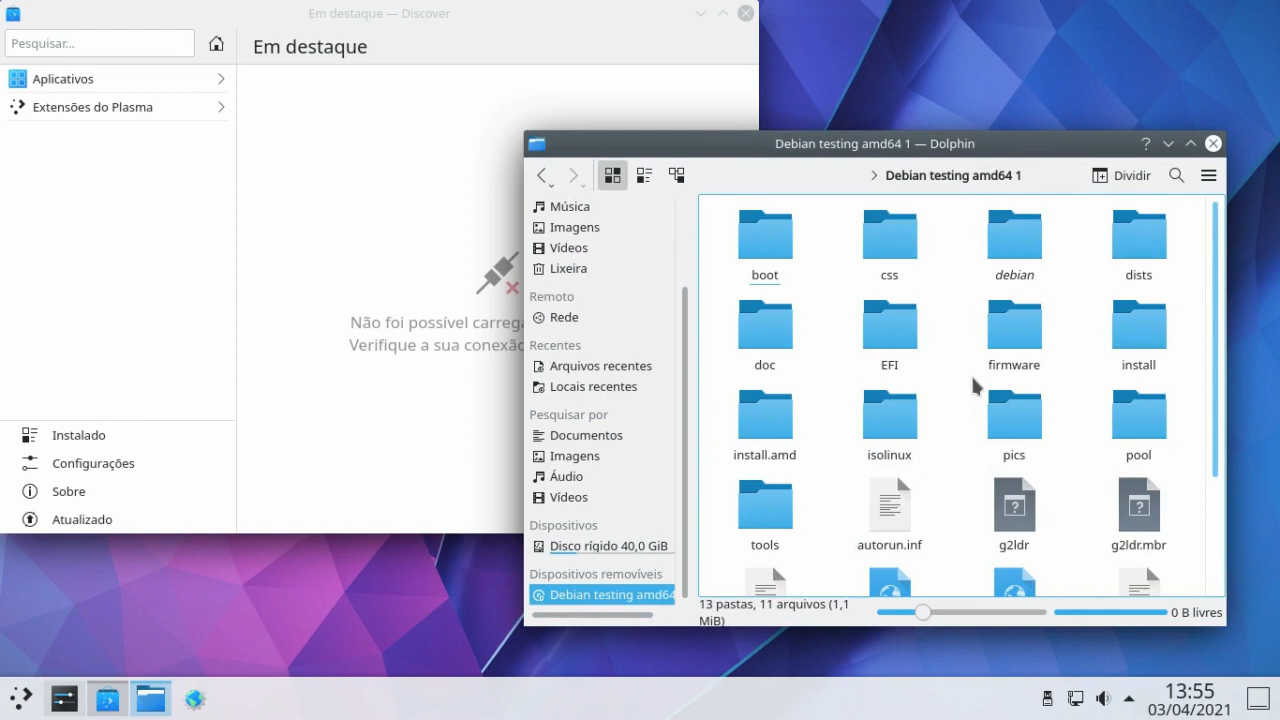 Em destaque — Discover
Pesquisar...
Em destaque
Aplicativos
Extensões do Plasma
Não foi possível carrega
Verifique a sua conexão
Instalado
Configurações
Sobre
Atualizado
Debian testing amd64 1 — Dolphin
Debian testing amd64 1
Dividir
Música
Imagens
Vídeos
Lixeira
Remoto
Rede
Recentes
Arquivos recentes
Locais recentes
Pesquisar por
Documentos
Imagens
Áudio
Vídeos
Dispositivos
Disco rígido 40,0 GiB
Dispositivos removíveis
Debian testing amd64
boot css debian dists
doc EFI firmware install
install.amd isolinux pics pool
tools autorun.inf g2ldr g2ldr.mbr
13 pastas, 11 arquivos (1,1
MiB)
0 B livres
13:55
03/04/2021